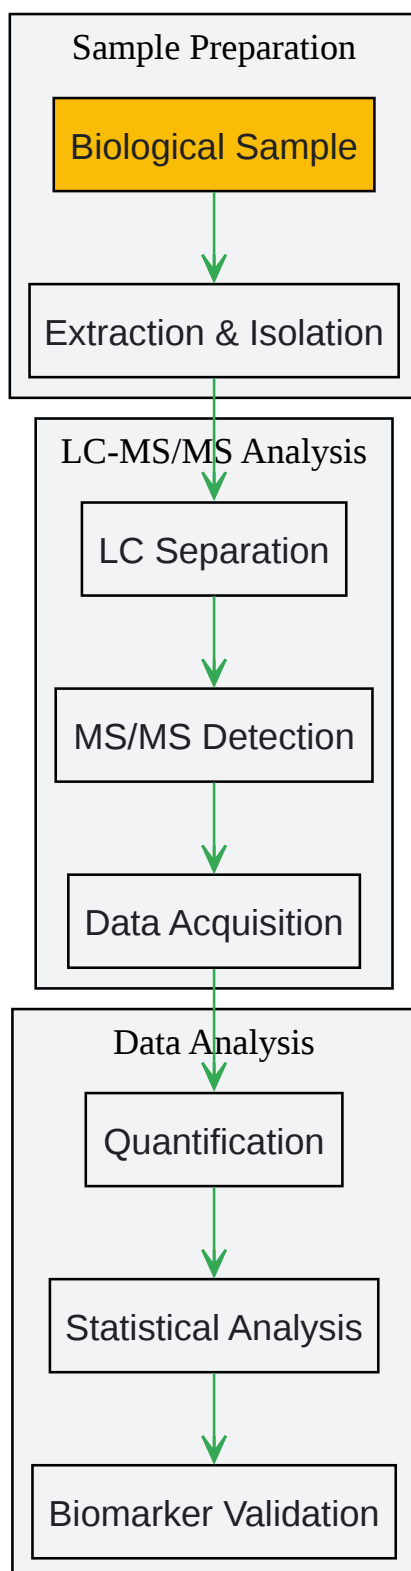 Sample Preparation
Biological Sample
Extraction & Isolation
LC-MS/MS Analysis
LC Separation
MS/MS Detection
Data Acquisition
Data Analysis
Quantification
Statistical Analysis
Biomarker Validation